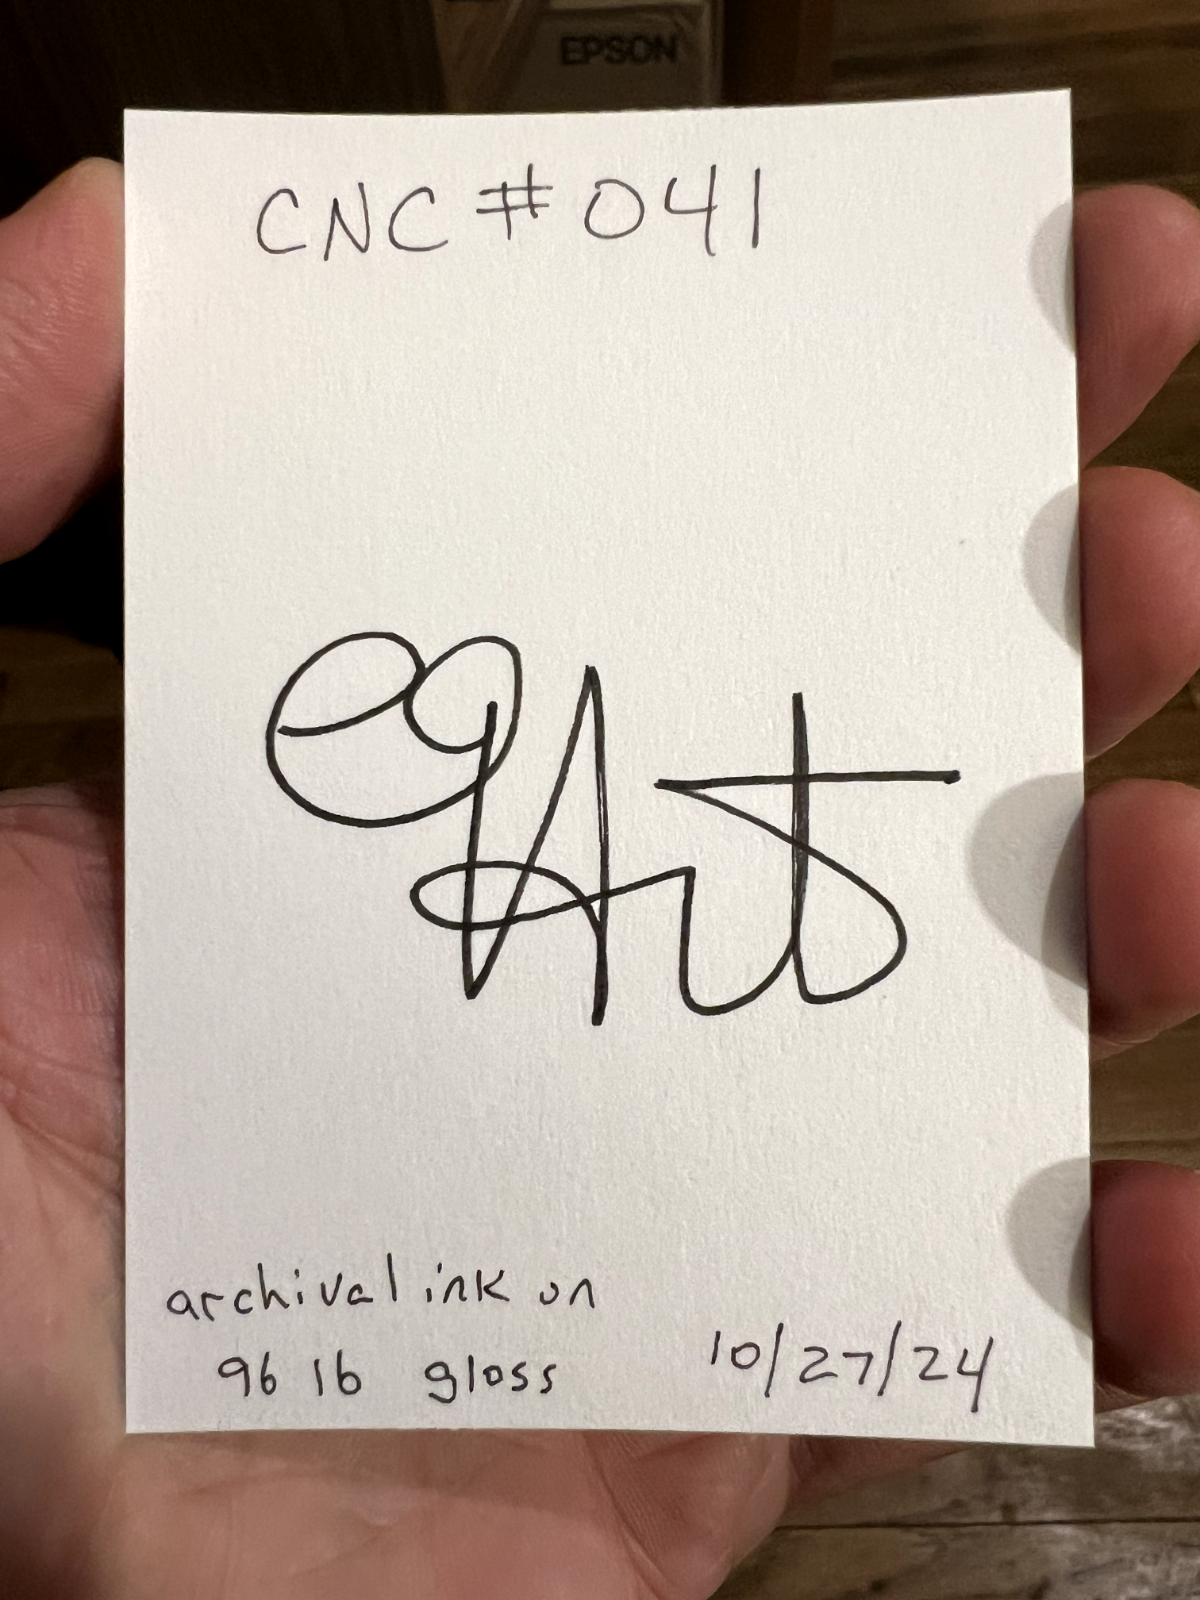 EPSON
CNC #041
archival ink on
96 lb gloss
10/27/24